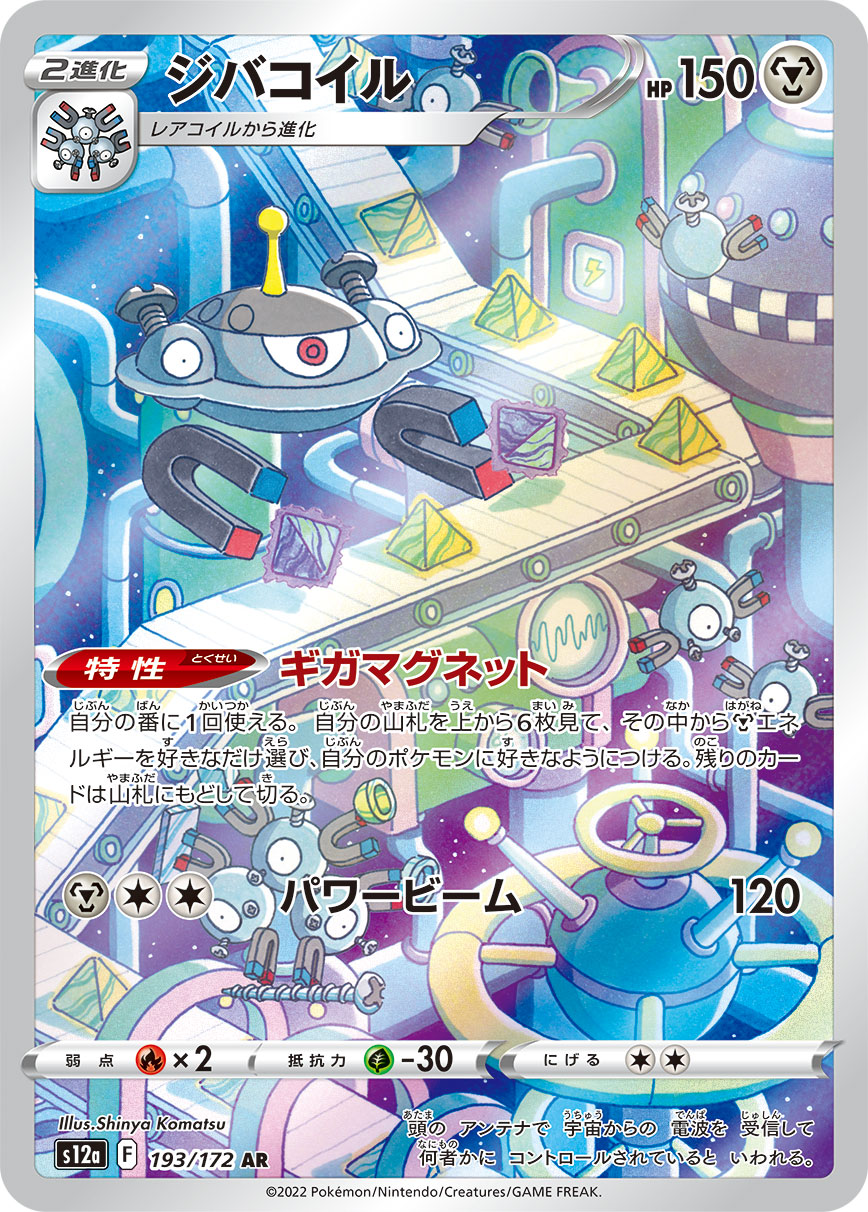 2進化 ジバコイル HP 150
レアコイルから進化
特性 とくせい ギガマグネット
自分の番に1回使える。自分の山札を上から6枚見て、その中からエネ
ルギーを好きなだけ選び、自分のポケモンに好きなようにつける。残りのカー
ドは山札にもどして切る。
パワービーム 120
弱点 ×2 抵抗力 -30 にげる
Illus.Shinya Komatsu
頭の アンテナで 宇宙からの 電波を 受信して
s12a F 193/172 AR
何者かに コントロールされていると いわれる。
©2022 Pokémon/Nintendo/Creatures/GAME FREAK.